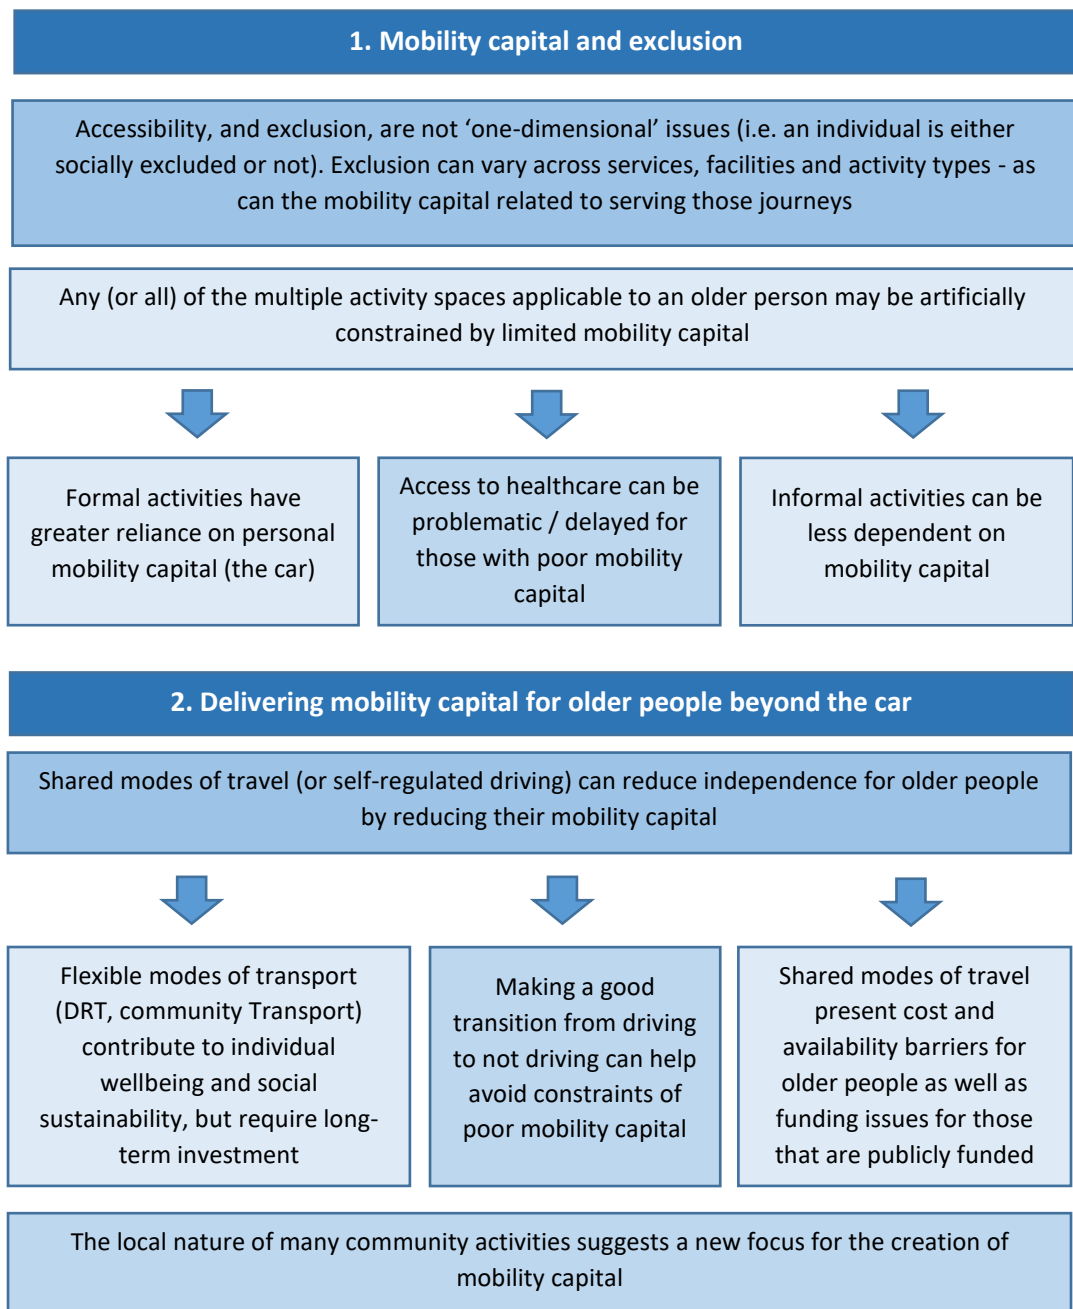 1. Mobility capital and exclusion
Accessibility, and exclusion, are not ‘one-dimensional’ issues (i.e. an individual is either
socially excluded or not). Exclusion can vary across services, facilities and activity types - as
can the mobility capital related to serving those journeys
Any (or all) of the multiple activity spaces applicable to an older person may be artificially
constrained by limited mobility capital
Formal activities have
greater reliance on personal
mobility capital (the car)
Access to healthcare can be
problematic / delayed for
those with poor mobility
capital
Informal activities can be
less dependent on
mobility capital
2. Delivering mobility capital for older people beyond the car
Shared modes of travel (or self-regulated driving) can reduce independence for older people
by reducing their mobility capital
Flexible modes of transport
(DRT, community Transport)
contribute to individual
wellbeing and social
sustainability, but require long-
term investment
Making a good
transition from driving
to not driving can help
avoid constraints of
poor mobility capital
Shared modes of travel
present cost and
availability barriers for
older people as well as
funding issues for those
that are publicly funded
The local nature of many community activities suggests a new focus for the creation of
mobility capital